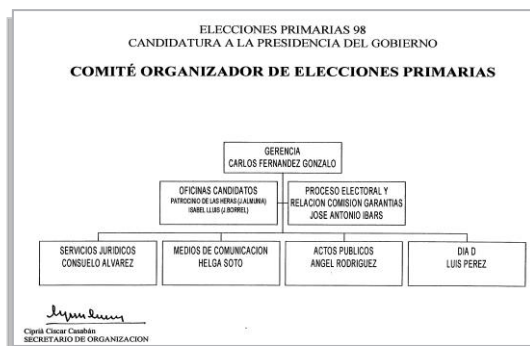 ELECCIONES PRIMARIAS 98
CANDIDATURA A LA PRESIDENCIA DEL GOBIERNO
COMITÉ ORGANIZADOR DE ELECCIONES PRIMARIAS
GERENCIA
CARLOS FERNANDEZ GONZALO
OFICINAS CANDIDATOS
PATROCINIO DE LAS HERAS (J.ALMUNIA)
ISABEL LLUIS (J.BORREL)
PROCESO ELECTORAL Y
RELACION COMISION GARANTIAS
JOSE ANTONIO IBARS
SERVICIOS JURIDICOS
CONSUELO ALVAREZ
MEDIOS DE COMUNICACION
HELGA SOTO
ACTOS PUBLICOS
ANGEL RODRIGUEZ
DIA D
LUIS PEREZ
Ciprià Ciscar Casabán
SECRETARIO DE ORGANIZACION